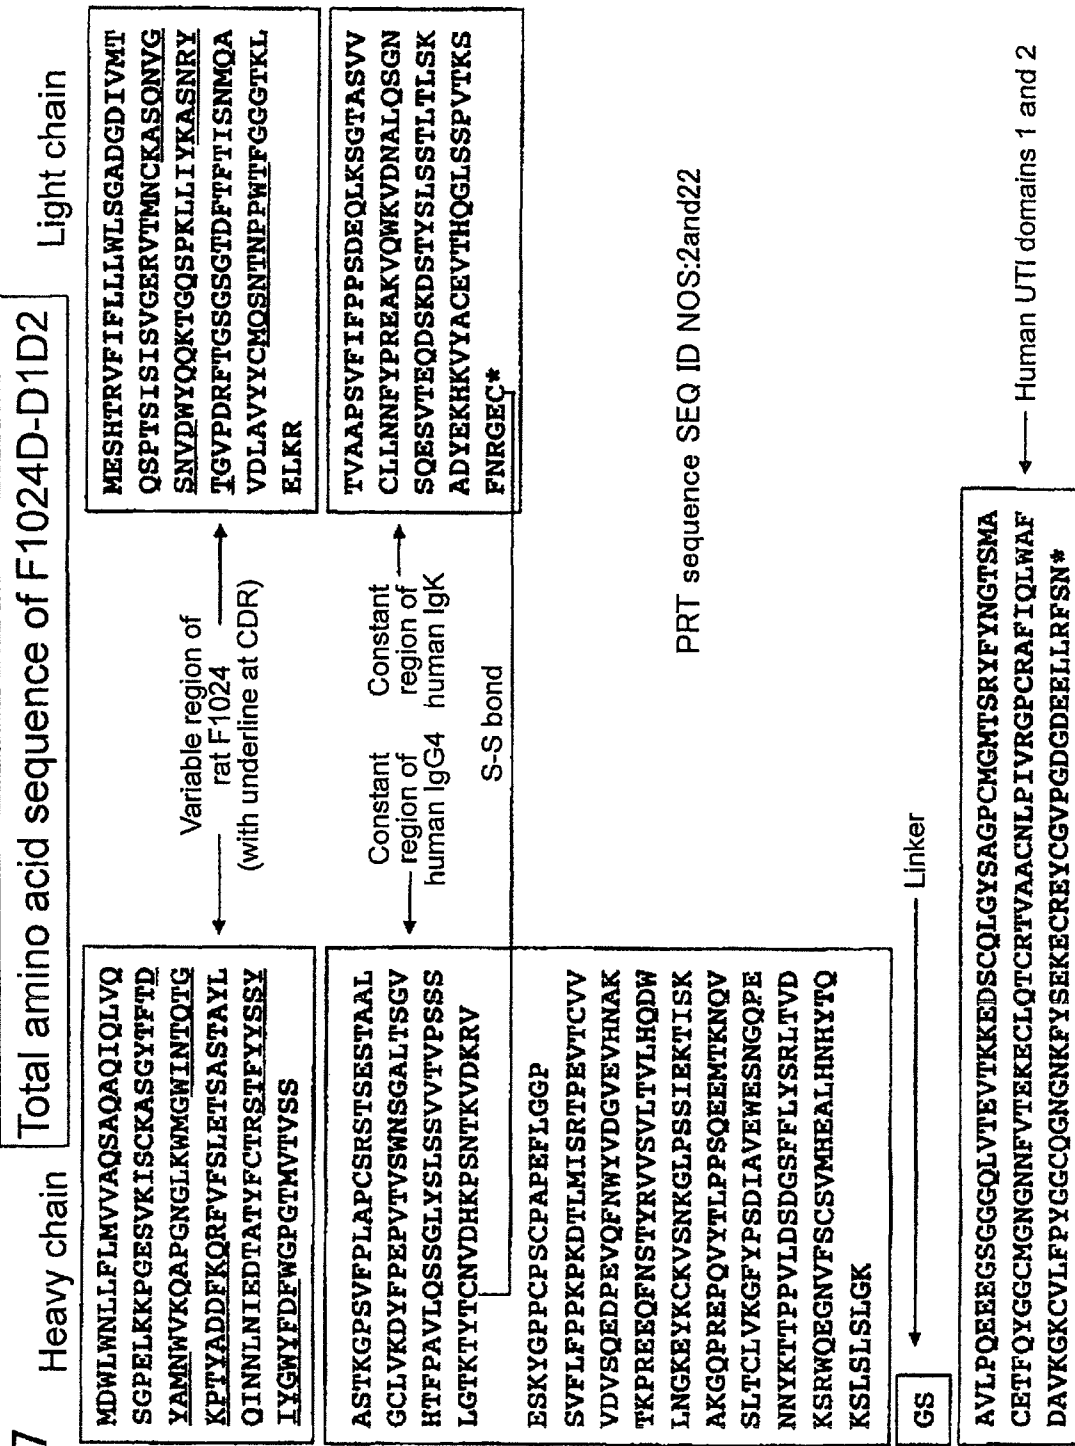 7
Total amino acid sequence of F1024D-D1D2
Heavy chain
MDWLWNLLFLMVVAQSAQAQIQLVQ
SGPELKKPGESVKISCKASGYTFTD
YAMNWVKQAPGNGLKWMGWINTQTG
KPTYADDFKQRFVFSLETSASTAYL
QINNLNIEDTATYFCTRSTFYYSSY
IYGWYFDFWGPGTMVTVSS
Variable region of
rat F1024
(with underline at CDR)
Light chain
MESHTRVFIFLLLWLSGADGDIVMT
QSPTSISISVGERVTMNCKASQNVG
SNVDWYQQKTGQSPKLLIYKASNRY
TGVPDRFTGSGSGTDFTFTISNMQA
VDLAVYYCMQSNTNPPWTFGGGTKL
ELKR
ASTKGPSVFPLAPCSRSTSESTAAL
GCLVKDYFPEPVTVSWNSGALTSGV
HTFPAVLQSSGLYSLSSVVTVPSSS
LGTKTYTCNVDHKPSNTKVDKRV
ESKYGPPCPSCPAPEFLGGP
SVFLFPPKPKDTLMISRTPEVTCVV
VDVSQEDPEVQFNWYVDGVEVHNAK
TKPREEQFNSTYRVVSVLTVLHQDW
LNGKEYKCKVSNKGLPSSIEKTISK
AKGQPREPQVYTLPPSQEEMTKNQV
SLTCLVKGFYPSDIAVEWESNGQPE
NNYKTTPPVLDSDGSFFLYSRLTVD
KSRWQEGNVFSCSVMHEALHNHYTQ
KSLSLSLGK
Constant
region of
human IgG4
Constant
region of
human IgK
S-S bond
TVAAPSVFIFPPSDEQLKSGTASVV
CLLNNFYPREAKVQWKVDNALQSGN
SQESVTEQDSKDSTYSLSSTLTLSK
ADYEKHKVYACEVTHQGLSSPVTKS
FNRGEC*
PRT sequence SEQ ID NOS:2and22
GS
Linker
AVLPQEEEGSGGGQLVTEVTKKEDSCQLGYSAGPCMGMTSRYFYNGTSMA
CETFQYGGCMGNGNNFVTEKECLQTCRTVAACNLPIVRGPCRAFIQLWAF
DAVKGKCVLFPYGGCQGNGNKFYSEKECREYCGVPGDGDEELLRFSN*
Human UTI domains 1 and 2